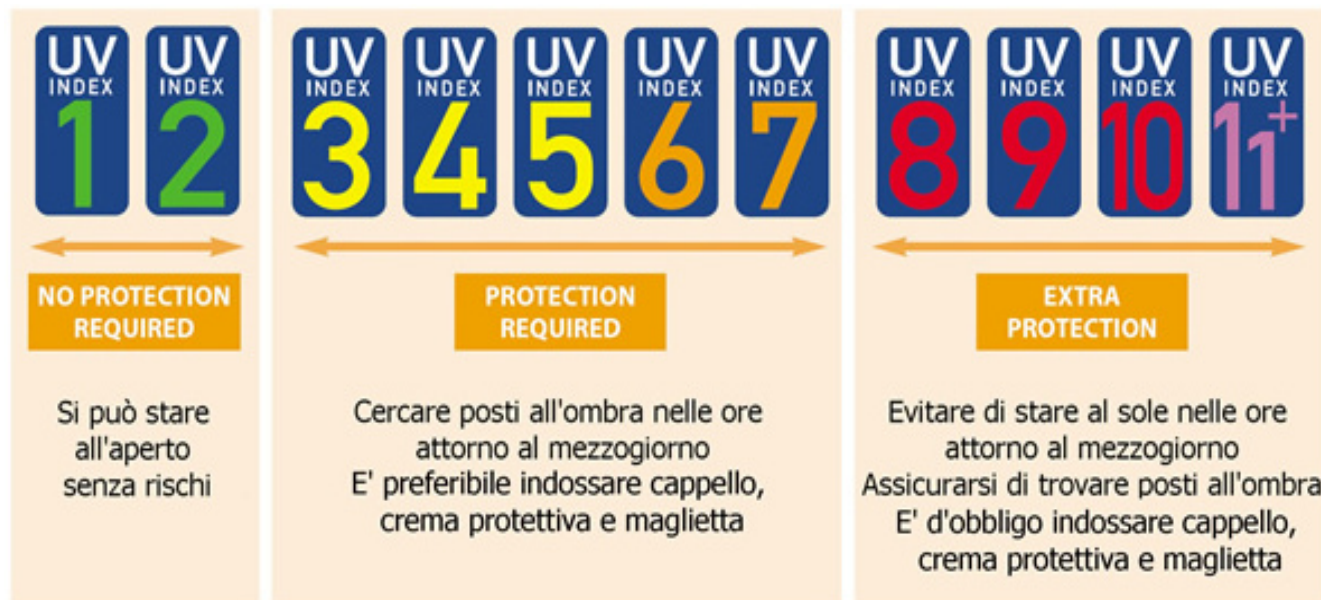 UV
INDEX
1
UV
INDEX
2
NO PROTECTION
REQUIRED
Si può stare
all'aperto
senza rischi
UV
INDEX
3
UV
INDEX
4
UV
INDEX
5
UV
INDEX
6
UV
INDEX
7
PROTECTION
REQUIRED
Cercare posti all'ombra nelle ore
attorno al mezzogiorno
E' preferibile indossare cappello,
crema protettiva e maglietta
UV
INDEX
8
UV
INDEX
9
UV
INDEX
10
UV
INDEX
11+
EXTRA
PROTECTION
Evitare di stare al sole nelle ore
attorno al mezzogiorno
Assicurarsi di trovare posti all'ombra
E' d'obbligo indossare cappello,
crema protettiva e maglietta